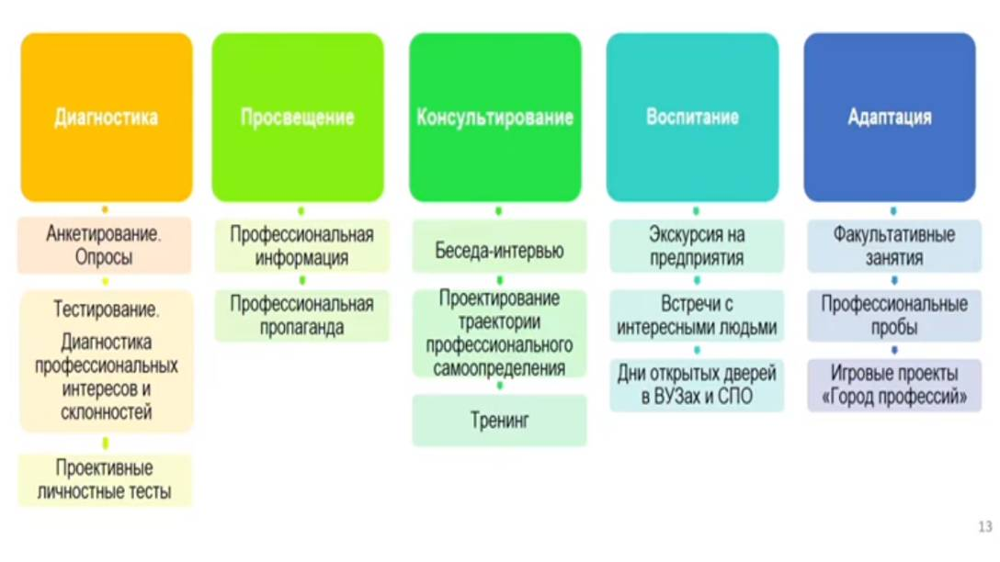 Диагностика
Анкетирование.
Опросы
Тестирование.
Диагностика
профессиональных
интересов и
склонностей
Проективные
личностные тесты
Просвещение
Профессиональная
информация
Профессиональная
пропаганда
Консультирование
Беседа-интервью
Проектирование
траектории
профессионального
самоопределения
Тренинг
Воспитание
Экскурсия на
предприятия
Встречи с
интересными людьми
Дни открытых дверей
в ВУЗах и СПО
Адаптация
Факультативные
занятия
Профессиональные
пробы
Игровые проекты
«Город профессий»
13